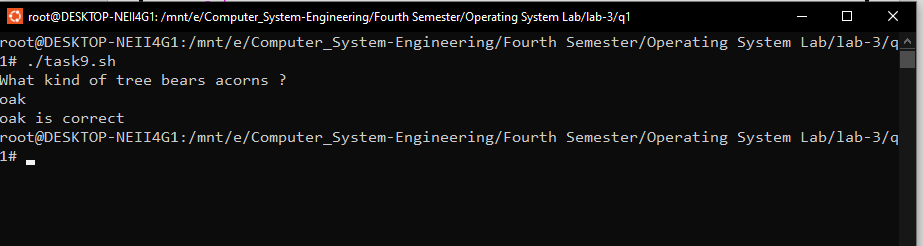 root@DESKTOP-NEII4G1: /mnt/e/Computer_System-Engineering/Fourth Semester/Operating System Lab/lab-3/q1
root@DESKTOP-NEII4G1:/mnt/e/Computer_System-Engineering/Fourth Semester/Operating System Lab/lab-3/q
1# ./task9.sh
What kind of tree bears acorns ?
oak
oak is correct
root@DESKTOP-NEII4G1:/mnt/e/Computer_System-Engineering/Fourth Semester/Operating System Lab/lab-3/q
1#